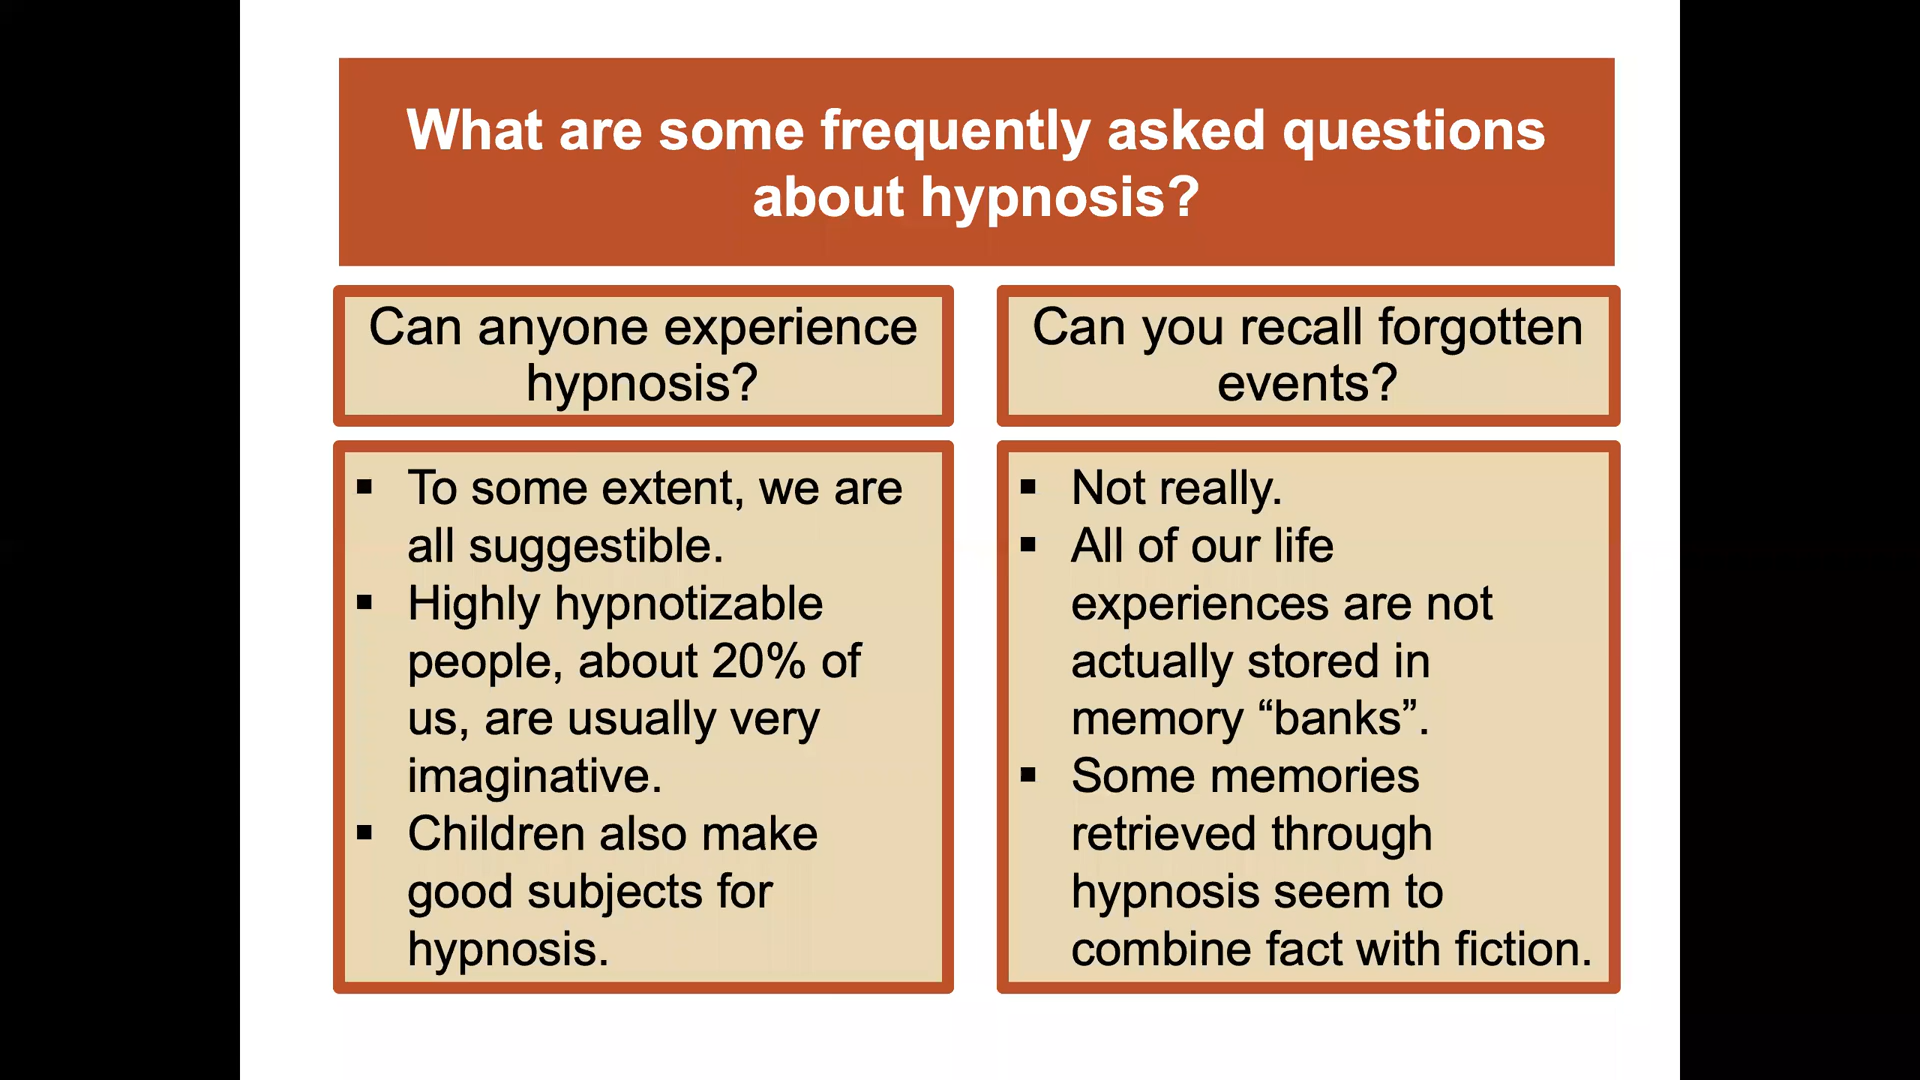 What are some frequently asked questions
about hypnosis?
Can anyone experience
hypnosis?
▪ To some extent, we are
all suggestible.
▪ Highly hypnotizable
people, about 20% of
us, are usually very
imaginative.
▪ Children also make
good subjects for
hypnosis.
Can you recall forgotten
events?
▪ Not really.
▪ All of our life
experiences are not
actually stored in
memory “banks”.
▪ Some memories
retrieved through
hypnosis seem to
combine fact with fiction.